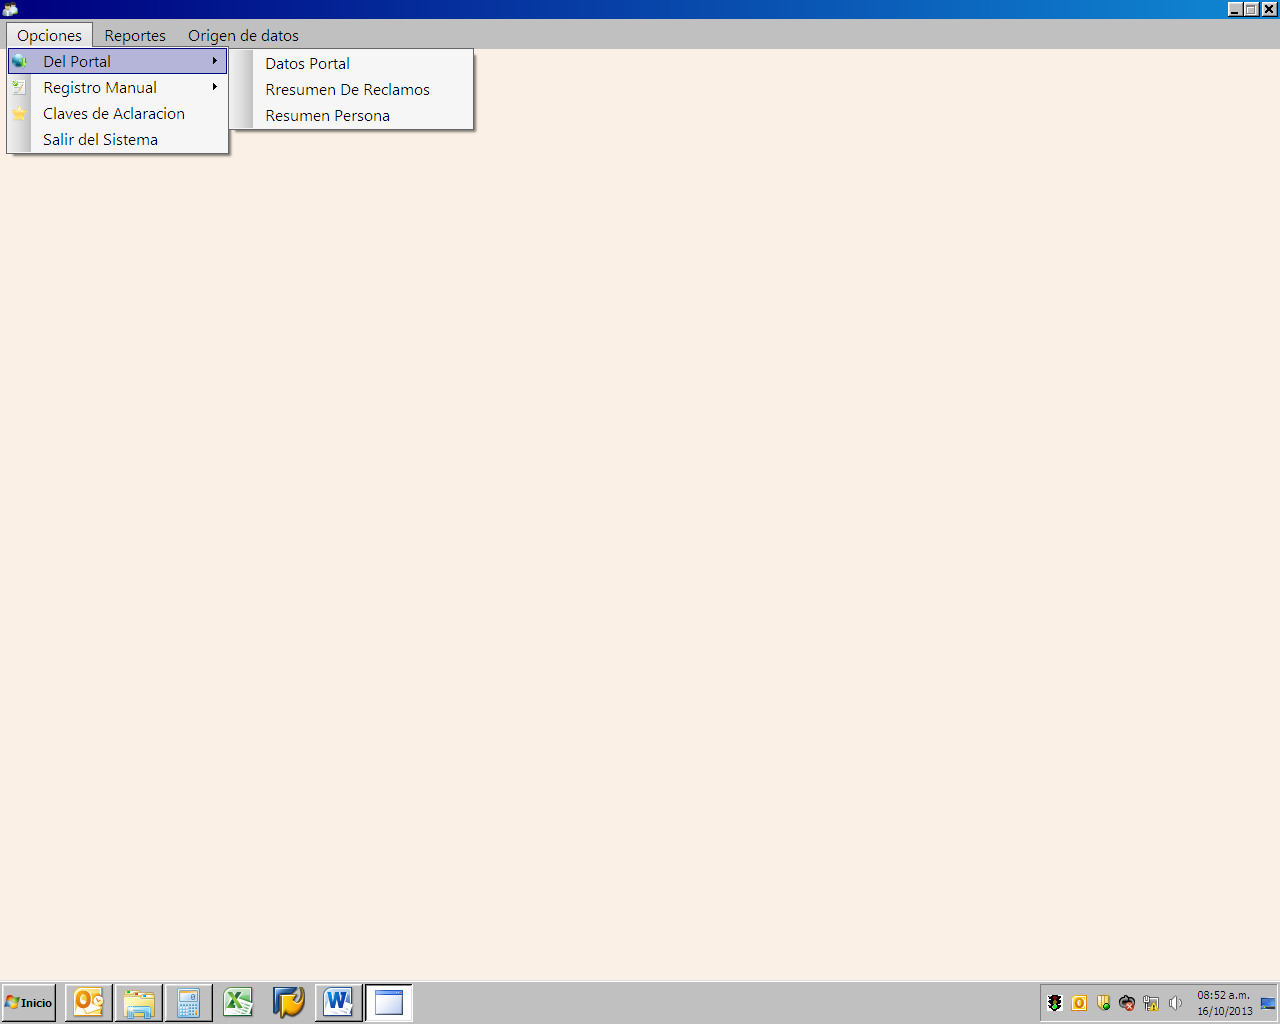 Opciones Reportes Origen de datos
Del Portal
Registro Manual
Claves de Aclaracion
Salir del Sistema
Datos Portal
Rresumen De Reclamos
Resumen Persona
Inicio
08:52 a.m.
16/10/2013